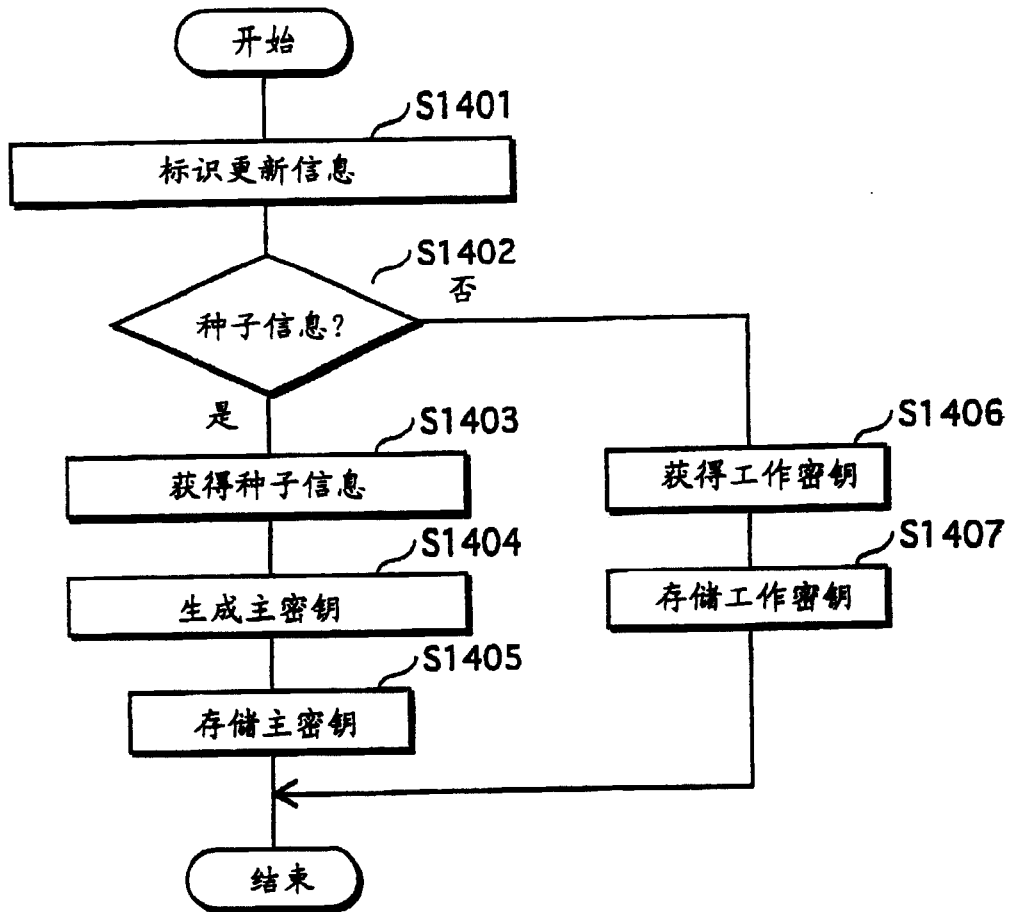 开始
S1401
标识更新信息
S1402
否
种子信息?
是
S1403
获得种子信息
S1404
生成主密钥
S1405
存储主密钥
S1406
获得工作密钥
S1407
存储工作密钥
结束